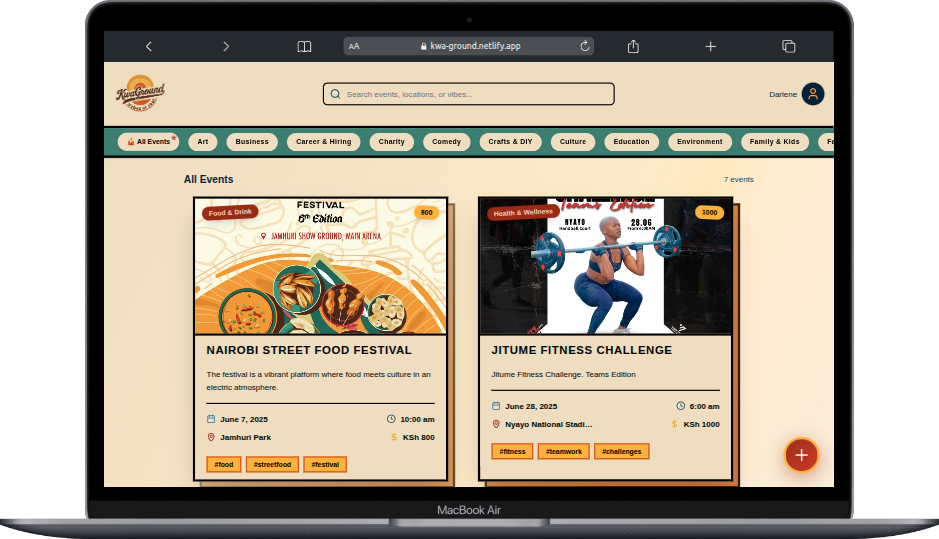 AA kwa-ground.netlify.app
KwaGround
Search events, locations, or vibes...
Darlene
All Events
Art
Business
Career & Hiring
Charity
Comedy
Crafts & DIY
Culture
Education
Environment
Family & Kids
All Events
7 events
Food & Drink
800
FESTIVAL
8th Edition
JAMHURI SHOW GROUND, MAIN ARENA
NAIROBI STREET FOOD FESTIVAL
The festival is a vibrant platform where food meets culture in an
electric atmosphere.
June 7, 2025
10:00 am
Jamhuri Park
$ KSh 800
#food
#streetfood
#festival
Health & Wellness
1000
Teams Edition
NYAYO
Handball Court
28.06
From 6:00AM
JITUME FITNESS CHALLENGE
Jitume Fitness Challenge. Teams Edition
June 28, 2025
6:00 am
Nyayo National Stadi...
$ KSh 1000
#fitness
#teamwork
#challenges
MacBook Air